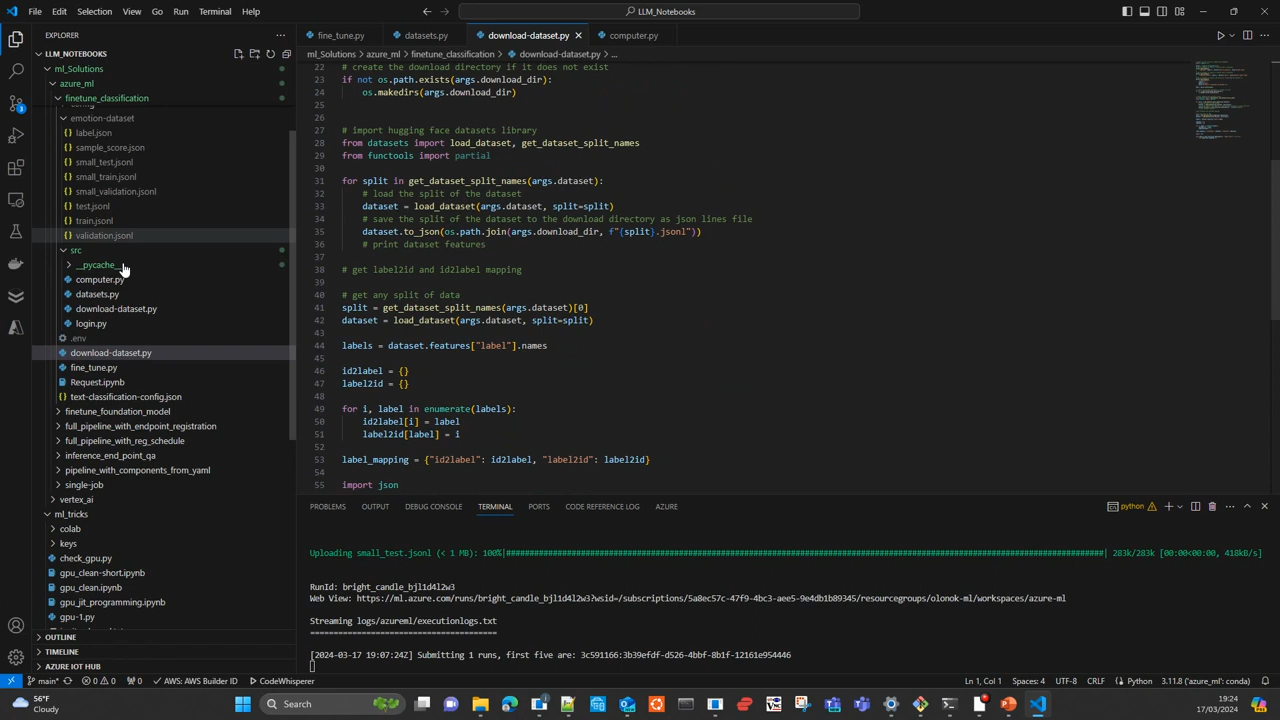 File Edit Selection View Go Run Terminal Help
LLM_Notebooks
EXPLORER
fine_tune.py
datasets.py
download-dataset.py
computer.py
LLM_NOTEBOOKS
ml_Solutions > azure_ml > finetune_classification > download-dataset.py > ...
ml_Solutions
azure_ml
finetune_classification
emotion-dataset
label.json
sample_score.json
small_test.jsonl
small_train.jsonl
small_validation.jsonl
test.jsonl
train.jsonl
validation.jsonl
src
__pycache__
computer.py
datasets.py
download-dataset.py
login.py
.env
download-dataset.py
fine_tune.py
Request.ipynb
text-classification-config.json
finetune_foundation_model
full_pipeline_with_endpoint_registration
full_pipeline_with_reg_schedule
inference_end_point_qa
pipeline_with_components_from_yaml
single-job
vertex_ai
ml_tricks
colab
keys
check_gpu.py
gpu_clean-short.ipynb
gpu_clean.ipynb
gpu_jit_programming.ipynb
gpu-1.py
OUTLINE
TIMELINE
AZURE IOT HUB
22 # create the download directory if it does not exist
23 if not os.path.exists(args.download_dir):
24 os.makedirs(args.download_dir)
25
26
27 # import hugging face datasets library
28 from datasets import load_dataset, get_dataset_split_names
29 from functools import partial
30
31 for split in get_dataset_split_names(args.dataset):
32 # load the split of the dataset
33 dataset = load_dataset(args.dataset, split=split)
34 # save the split of the dataset to the download directory as json lines file
35 dataset.to_json(os.path.join(args.download_dir, f"{split}.jsonl"))
36 # print dataset features
37
38 # get label2id and id2label mapping
39
40 # get any split of data
41 split = get_dataset_split_names(args.dataset)[0]
42 dataset = load_dataset(args.dataset, split=split)
43
44 labels = dataset.features["label"].names
45
46 id2label = {}
47 label2id = {}
48
49 for i, label in enumerate(labels):
50 id2label[i] = label
51 label2id[label] = i
52
53 label_mapping = {"id2label": id2label, "label2id": label2id}
54
55 import json
PROBLEMS OUTPUT DEBUG CONSOLE TERMINAL PORTS CODE REFERENCE LOG AZURE
python
Uploading small_test.jsonl (< 1 MB): 100%|##########################################################################################################| 283k/283k [00:00<00:00, 418kB/s]
RunId: bright_candle_bjl1d4l2w3
Web View: https://ml.azure.com/runs/bright_candle_bjl1d4l2w3?wsid=/subscriptions/5a8ec57c-47f9-4bc3-aee5-9e4db1b89345/resourcegroups/olonok-ml/workspaces/azure-ml
Streaming logs/azureml/executionlogs.txt
========================================
[2024-03-17 19:07:24Z] Submitting 1 runs, first five are: 3c591166:3b39efdf-d526-4bbf-8b1f-12161e954446
main*
0 0
0
AWS: AWS Builder ID
CodeWhisperer
Ln 1, Col 1 Spaces: 4 UTF-8 CRLF Python 3.11.8 ('azure_ml': conda)
56°F
Cloudy
Search
19:24
17/03/2024